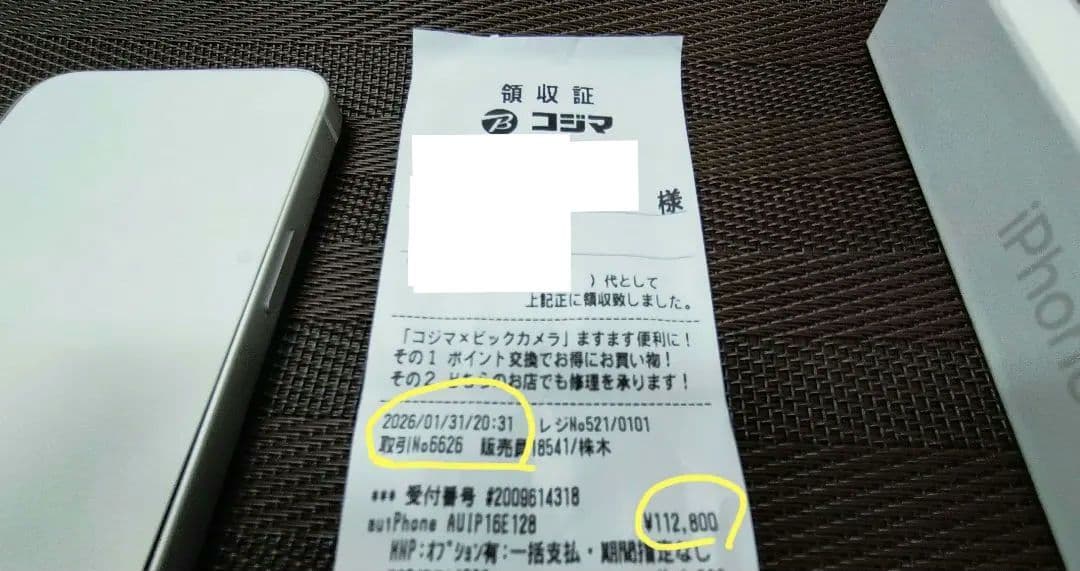 領収証
コジマ
様
)代として
上記正に領収致しました。
「コジマ×ビックカメラ」ますます便利に!
その1 ポイント交換でお得にお買い物!
その2 どちらのお店でも修理を承ります!
2026/01/31/20:31 レジNo521/0101
取引No6626 販売員18541/株木
*** 受付番号 #2009614318
auiPhone AUIP16E128 ¥112,800
MNP:オプション有:一括支払・期間指定なし
iPhone